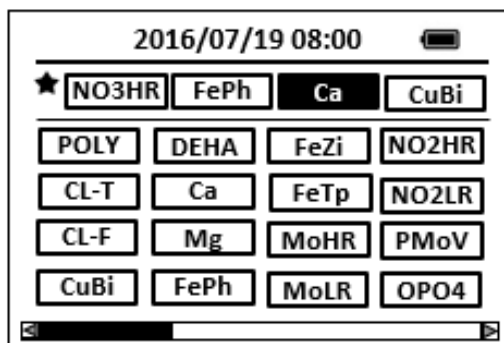 2016/07/19 08:00
NO3HR FePh Ca CuBi
POLY DEHA FeZi NO2HR
CL-T Ca FeTp NO2LR
CL-F Mg MoHR PMoV
CuBi FePh MoLR OPO4